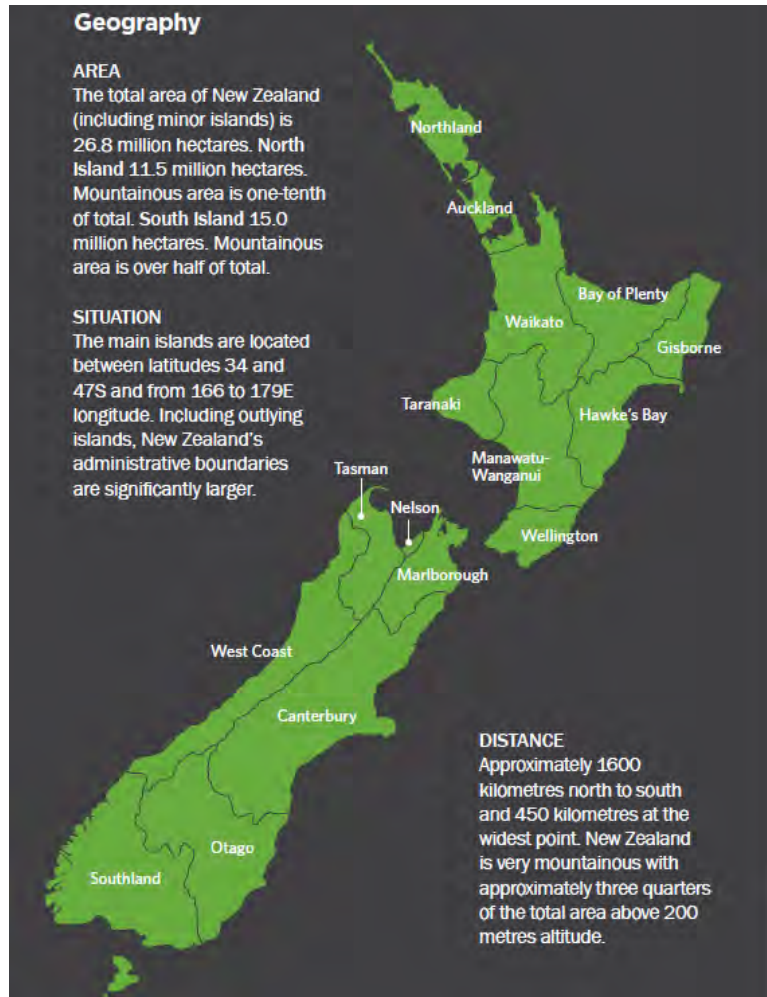 Geography
AREA
The total area of New Zealand
(including minor islands) is
26.8 million hectares. North
Island 11.5 million hectares.
Mountainous area is one-tenth
of total. South Island 15.0
million hectares. Mountainous
area is over half of total.
SITUATION
The main islands are located
between latitudes 34 and
47S and from 166 to 179E
longitude. Including outlying
islands, New Zealand's
administrative boundaries
are significantly larger.
Northland
Auckland
Bay of Plenty
Waikato
Gisborne
Taranaki
Hawke's Bay
Manawatu-
Wanganui
Tasman
Nelson
Wellington
Marlborough
West Coast
Canterbury
Otago
Southland
DISTANCE
Approximately 1600
kilometres north to south
and 450 kilometres at the
widest point. New Zealand
is very mountainous with
approximately three quarters
of the total area above 200
metres altitude.